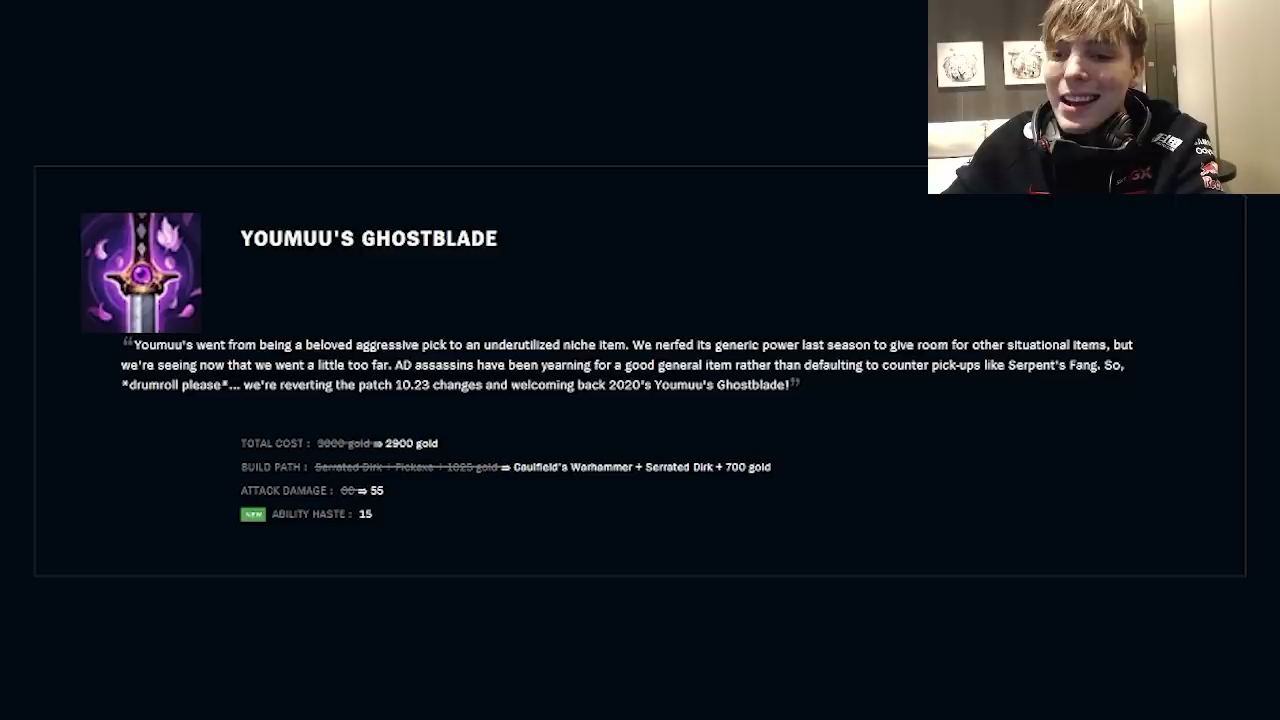 YOUMUU'S GHOSTBLADE
“Youmuu's went from being a beloved aggressive pick to an underutilized niche item. We nerfed its generic power last season to give room for other situational items, but
we're seeing now that we went a little too far. AD assassins have been yearning for a good general item rather than defaulting to counter pick-ups like Serpent's Fang. So,
*drumroll please*... we're reverting the patch 10.23 changes and welcoming back 2020's Youmuu's Ghostblade!”
TOTAL COST : 3000 gold ⇒ 2900 gold
BUILD PATH : Serrated Dirk + Pickaxe + 1025 gold ⇒ Caulfield's Warhammer + Serrated Dirk + 700 gold
ATTACK DAMAGE : 60 ⇒ 55
NEW ABILITY HASTE : 15